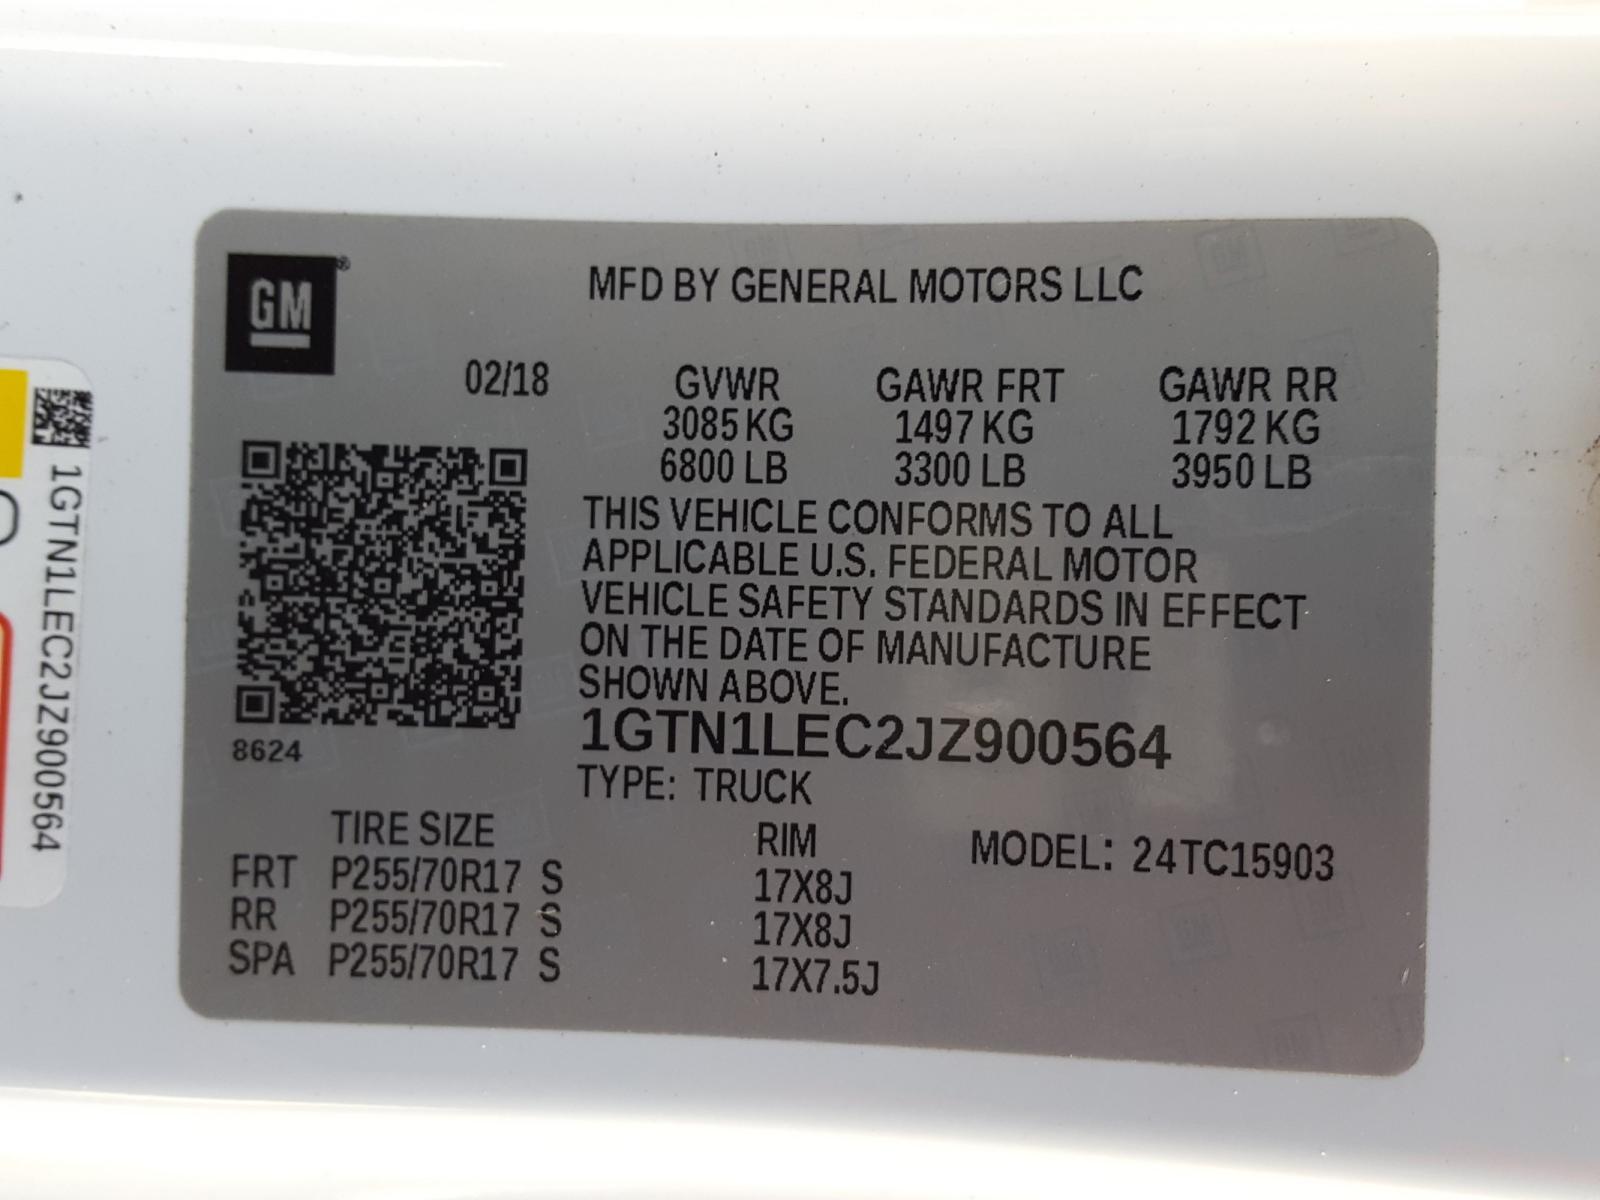 GM®
MFD BY GENERAL MOTORS LLC
02/18 GVWR GAWR FRT GAWR RR
3085 KG 1497 KG 1792 KG
6800 LB 3300 LB 3950 LB
THIS VEHICLE CONFORMS TO ALL
APPLICABLE U.S. FEDERAL MOTOR
VEHICLE SAFETY STANDARDS IN EFFECT
ON THE DATE OF MANUFACTURE
SHOWN ABOVE.
1GTN1LEC2JZ900564
8624
TYPE: TRUCK
TIRE SIZE RIM MODEL: 24TC15903
FRT P255/70R17 S 17X8J
RR P255/70R17 S 17X8J
SPA P255/70R17 S 17X7.5J
1GTN1LEC2JZ900564